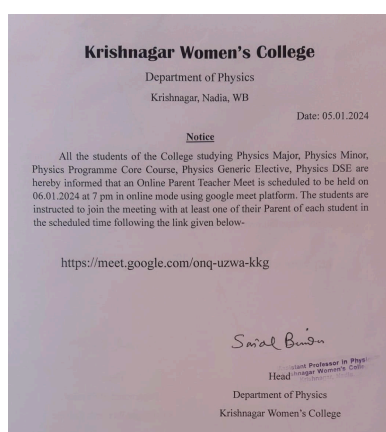 Krishnagar Women's College
Department of Physics
Krishnagar, Nadia, WB
Date: 05.01.2024
Notice
All the students of the College studying Physics Major, Physics Minor,
Physics Programme Core Course, Physics Generic Elective, Physics DSE are
hereby informed that an Online Parent Teacher Meet is scheduled to be held on
06.01.2024 at 7 pm in online mode using google meet platform. The students are
instructed to join the meeting with at least one of their Parent of each student in
the scheduled time following the link given below-
https://meet.google.com/onq-uzwa-kkg
Professor in
Head
Women's
Department of Physics
Krishnagar Women's College